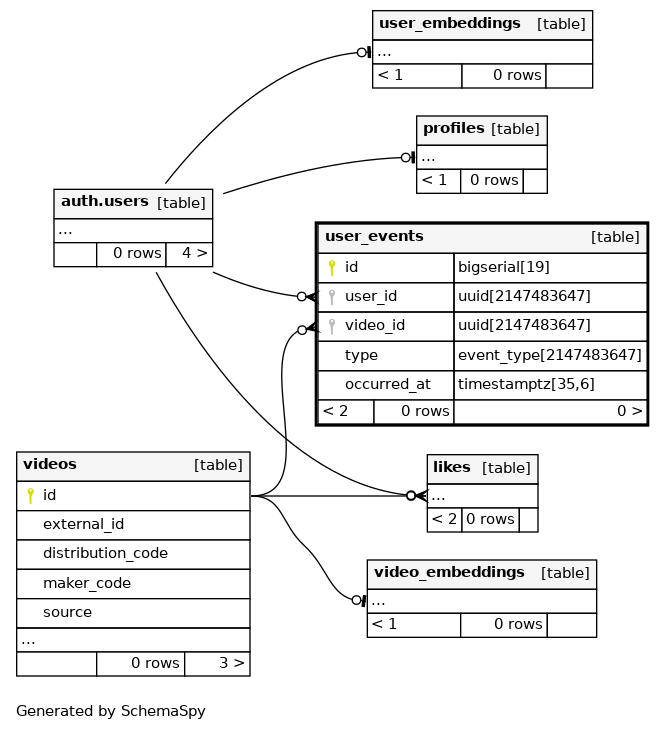 user_embeddings [table]
...
< 1 0 rows
profiles [table]
...
< 1 0 rows
auth.users [table]
...
0 rows 4 >
user_events [table]
id bigserial[19]
user_id uuid[2147483647]
video_id uuid[2147483647]
type event_type[2147483647]
occurred_at timestamptz[35,6]
< 2 0 rows 0 >
videos [table]
id
external_id
distribution_code
maker_code
source
...
0 rows 3 >
likes [table]
...
< 2 0 rows
video_embeddings [table]
...
< 1 0 rows
Generated by SchemaSpy